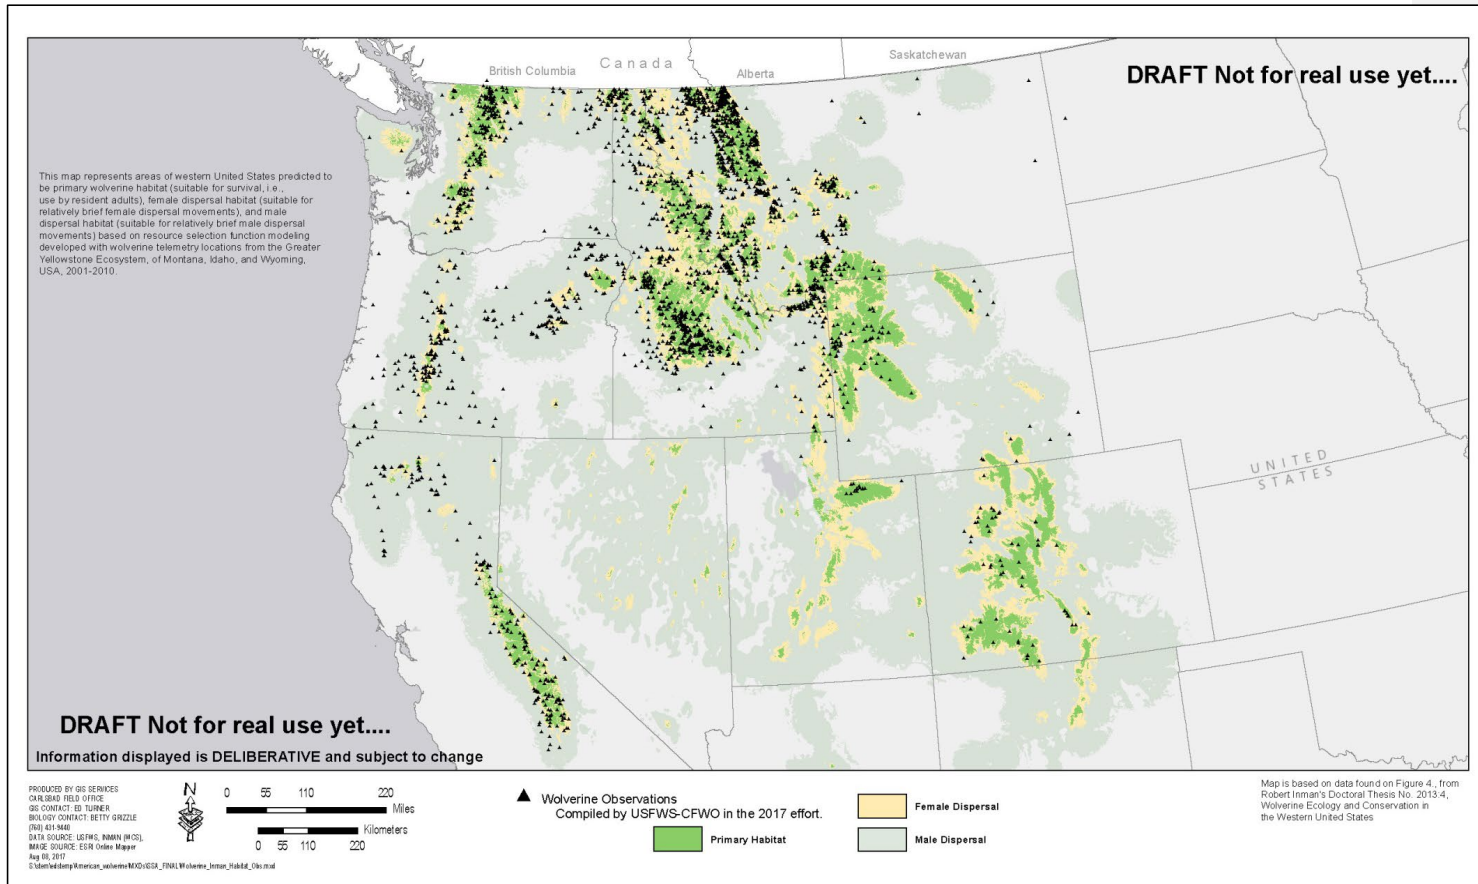 British Columbia
Canada
Alberta
Saskatchewan
DRAFT Not for real use yet....
This map represents areas of western United States predicted to
be primary wolverine habitat (suitable for survival, i.e.,
use by resident adults), female dispersal habitat (suitable for
relatively brief female dispersal movements), and male
dispersal habitat (suitable for relatively brief male dispersal
movements) based on resource selection function modeling
developed with wolverine telemetry locations from the Greater
Yellowstone Ecosystem, of Montana, Idaho, and Wyoming,
USA, 2001-2010.
UNITED
STATES
DRAFT Not for real use yet....
Information displayed is DELIBERATIVE and subject to change
PRODUCED BY GIS SERVICES
CARLSBAD FIELD OFFICE
GIS CONTACT: ED TURNER
BIOLOGY CONTACT: BETTY GRIZZLE
(760) 431-9440
DATA SOURCE: USFWS, INMAN (WCS),
IMAGE SOURCE: ESRI Online Mapper
Aug 08, 2017
N
0 55 110 220
Miles
Kilometers
0 55 110 220
Wolverine Observations
Compiled by USFWS-CFWO in the 2017 effort.
Primary Habitat
Female Dispersal
Male Dispersal
Map is based on data found on Figure 4., from
Robert Inman's Doctoral Thesis No. 2013:4,
Wolverine Ecology and Conservation in
the Western United States